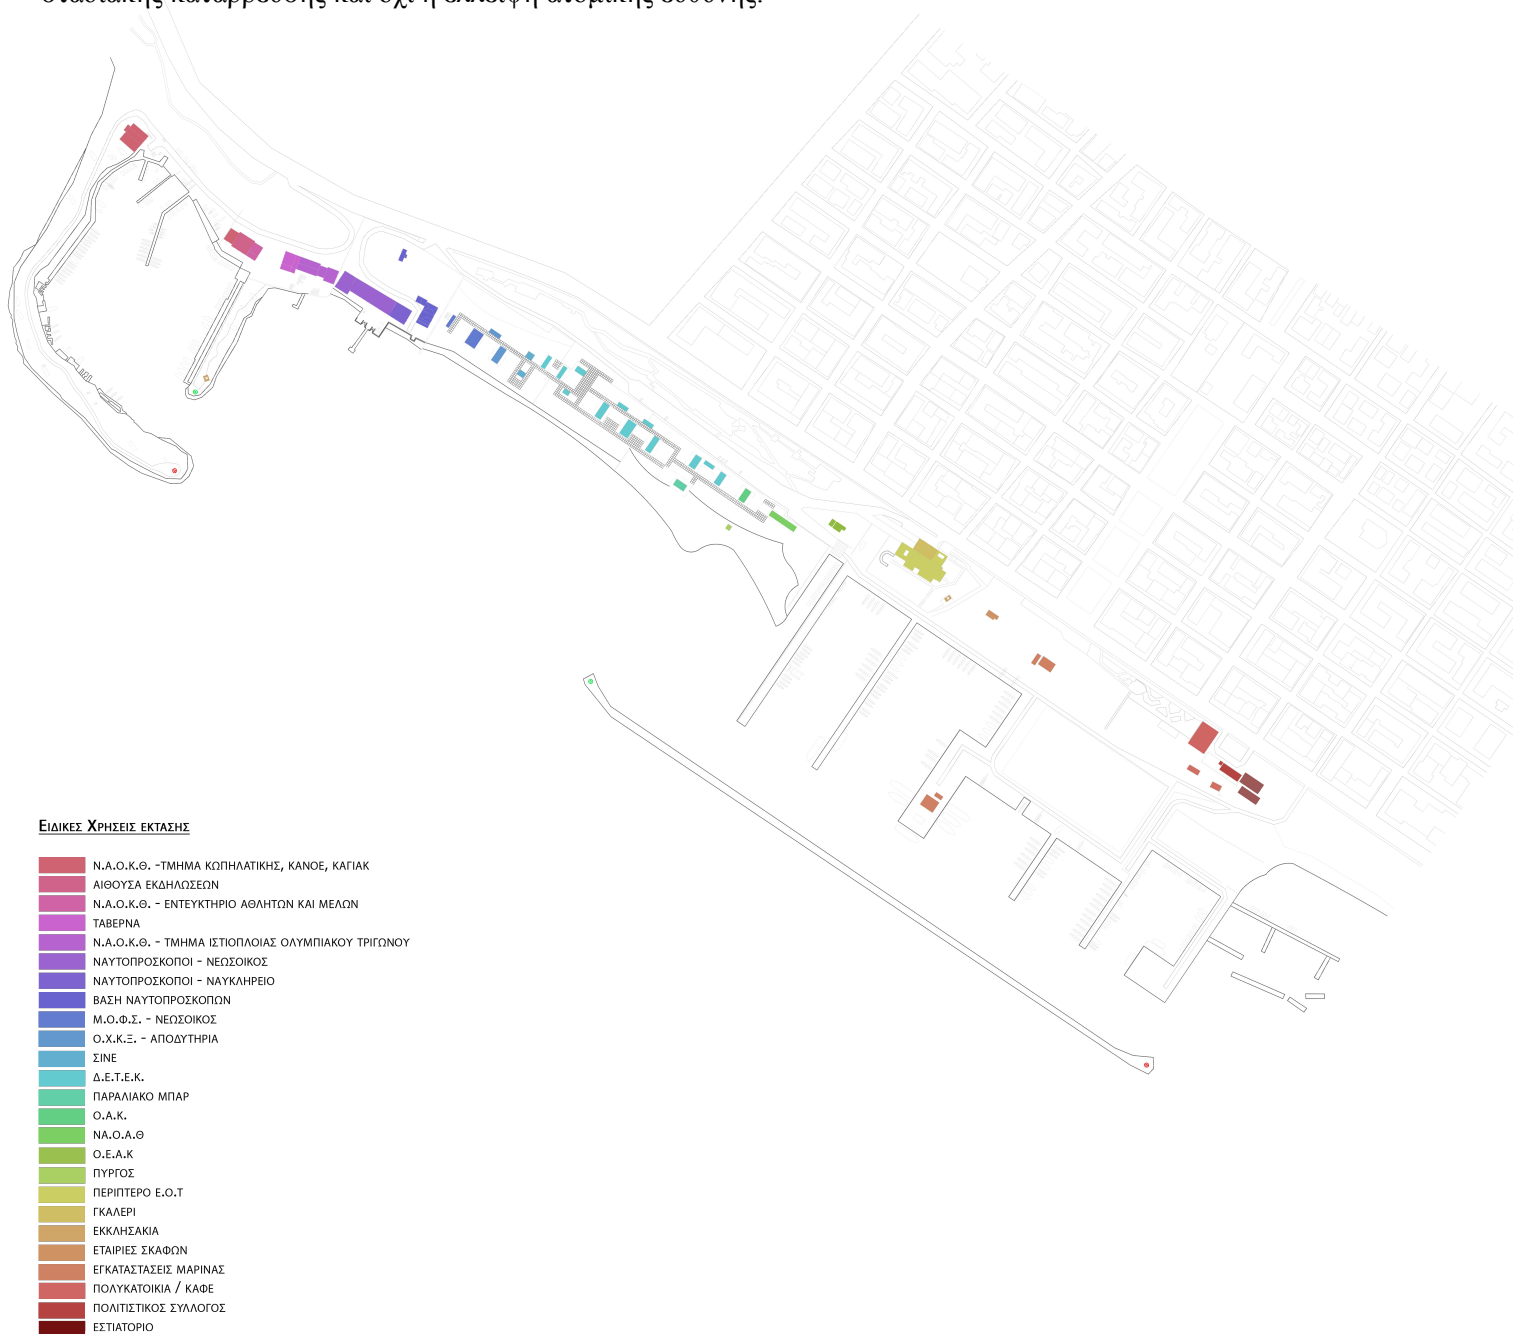 ΕΙΔΙΚΕΣ ΧΡΗΣΕΙΣ ΕΚΤΑΣΗΣ
Ν.Α.Ο.Κ.Θ. -ΤΜΗΜΑ ΚΩΠΗΛΑΤΙΚΗΣ, ΚΑΝΟΕ, ΚΑΓΙΑΚ
ΑΙΘΟΥΣΑ ΕΚΔΗΛΩΣΕΩΝ
Ν.Α.Ο.Κ.Θ. - ΕΝΤΕΥΚΤΗΡΙΟ ΑΘΛΗΤΩΝ ΚΑΙ ΜΕΛΩΝ
ΤΑΒΕΡΝΑ
Ν.Α.Ο.Κ.Θ. - ΤΜΗΜΑ ΙΣΤΙΟΠΛΟΙΑΣ ΟΛΥΜΠΙΑΚΟΥ ΤΡΙΓΩΝΟΥ
ΝΑΥΤΟΠΡΟΣΚΟΠΟΙ - ΝΕΩΣΟΙΚΟΣ
ΝΑΥΤΟΠΡΟΣΚΟΠΟΙ - ΝΑΥΚΛΗΡΕΙΟ
ΒΑΣΗ ΝΑΥΤΟΠΡΟΣΚΟΠΩΝ
Μ.Ο.Φ.Σ. - ΝΕΩΣΟΙΚΟΣ
Ο.Χ.Κ.Ξ. - ΑΠΟΔΥΤΗΡΙΑ
ΣΙΝΕ
Δ.Ε.Τ.Ε.Κ.
ΠΑΡΑΛΙΑΚΟ ΜΠΑΡ
Ο.Α.Κ.
ΝΑ.Ο.Α.Θ
Ο.Ε.Α.Κ
ΠΥΡΓΟΣ
ΠΕΡΙΠΤΕΡΟ Ε.Ο.Τ
ΓΚΑΛΕΡΙ
ΕΚΚΛΗΣΑΚΙΑ
ΕΤΑΙΡΙΕΣ ΣΚΑΦΩΝ
ΕΓΚΑΤΑΣΤΑΣΕΙΣ ΜΑΡΙΝΑΣ
ΠΟΛΥΚΑΤΟΙΚΙΑ / ΚΑΦΕ
ΠΟΛΙΤΙΣΤΙΚΟΣ ΣΥΛΛΟΓΟΣ
ΕΣΤΙΑΤΟΡΙΟ